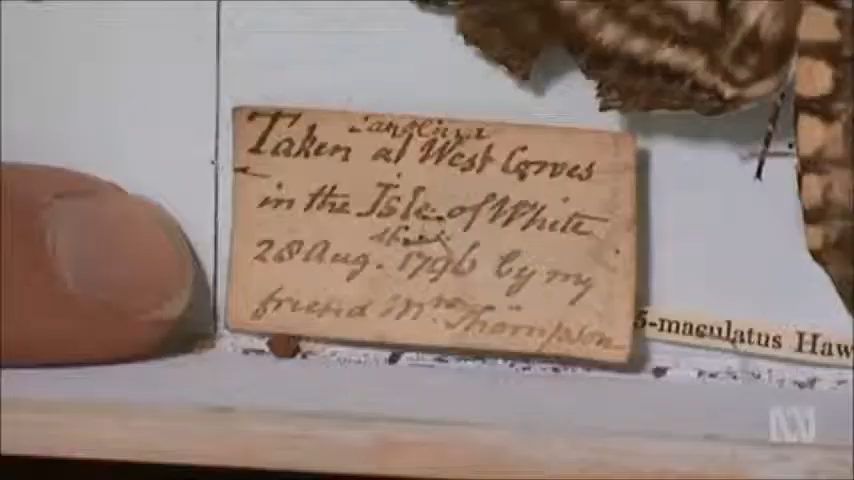 Taken at West Cowes
in the Isle of White
28 Aug. 1796 by my
friend Mrs. Thompson
5-maculatus Haw